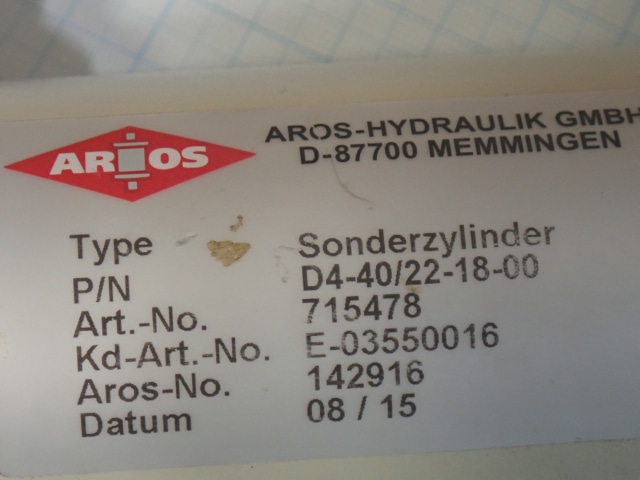 AROS
AROS-HYDRAULIK GMBH
D-87700 MEMMINGEN
Type Sonderzylinder
P/N D4-40/22-18-00
Art.-No. 715478
Kd-Art.-No. E-03550016
Aros-No. 142916
Datum 08 / 15